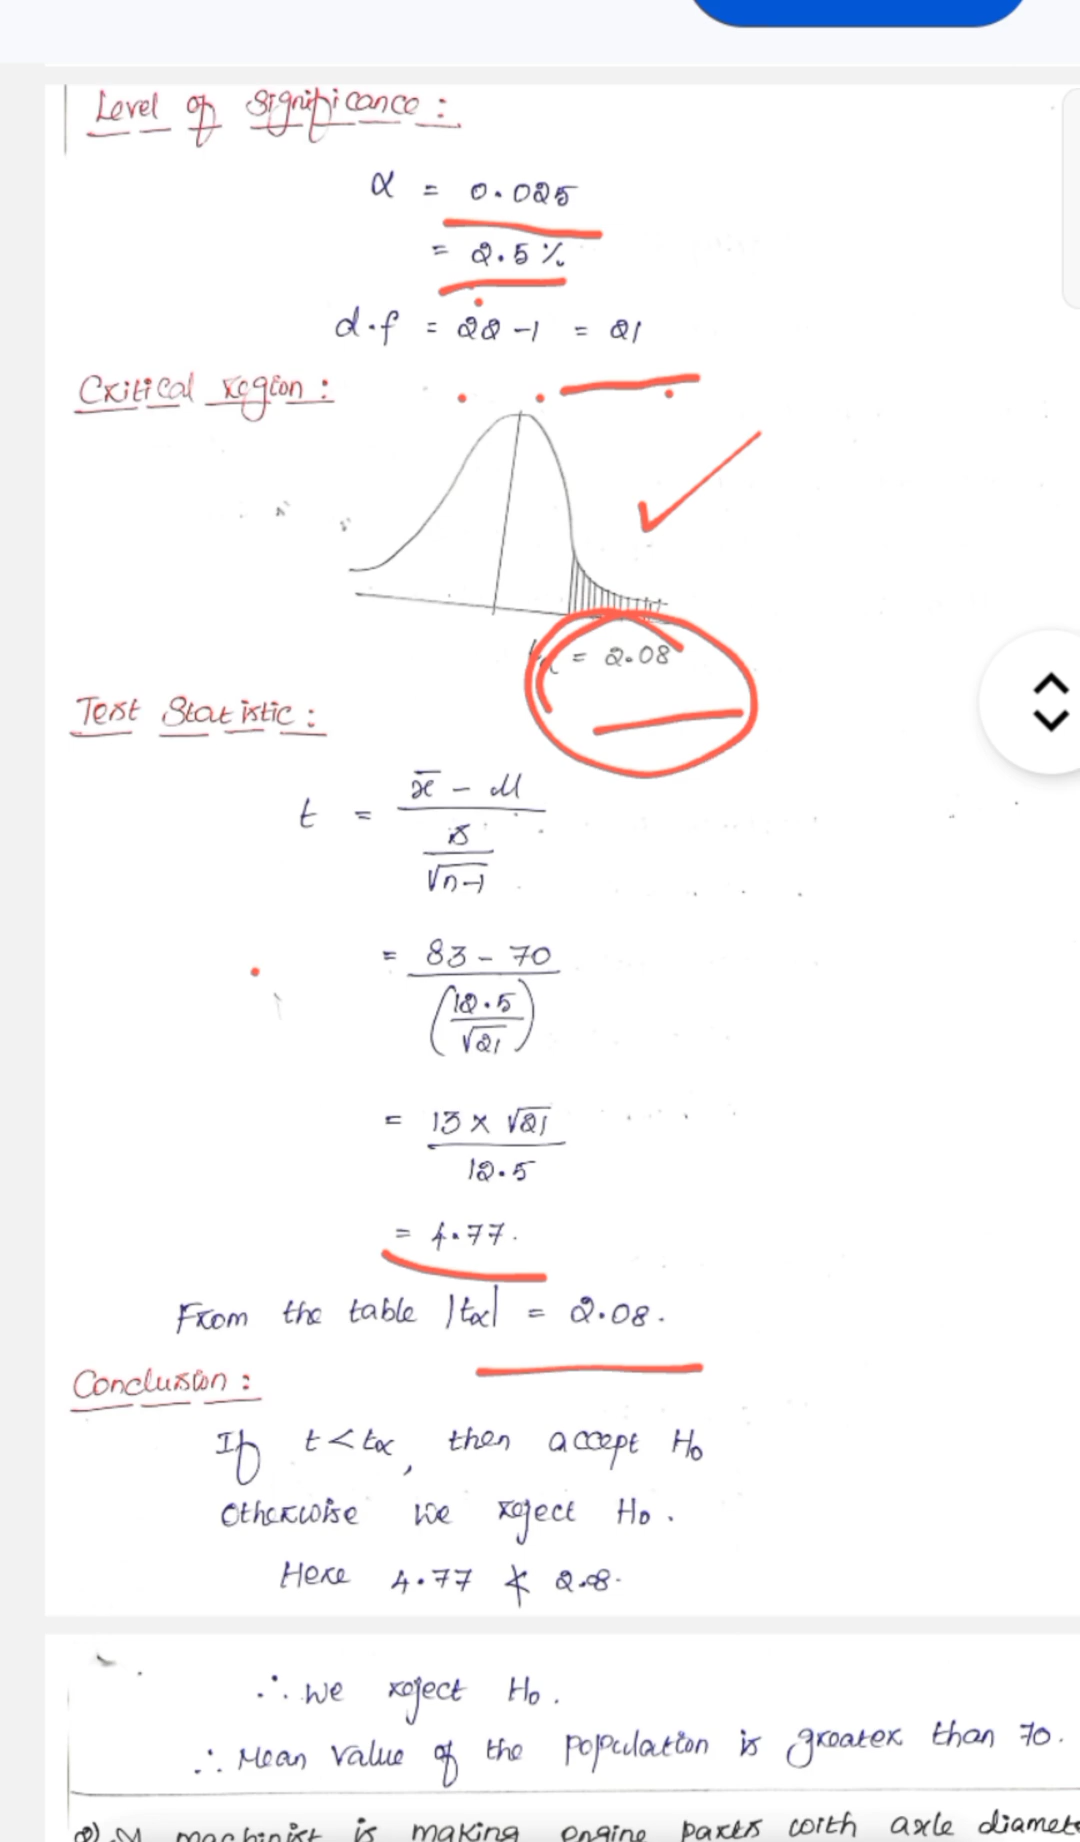 Level of Significance :
α = 0.025
= 2.5 %
d.f = 22 -1 = 21
Critical region :
tα = 2.08
Test Statistic :
t = x̄ - μ
s
√n-1
= 83 - 70
(12.5
√21)
= 13 x √21
12.5
= 4.77.
From the table |tα| = 2.08.
Conclusion :
If t < tα, then accept H₀
Otherwise we reject H₀.
Here 4.77 ≮ 2.08.
∴ we reject H₀.
∴ Mean value of the population is greater than 70.
2) machinist is making engine parts with axle diamete